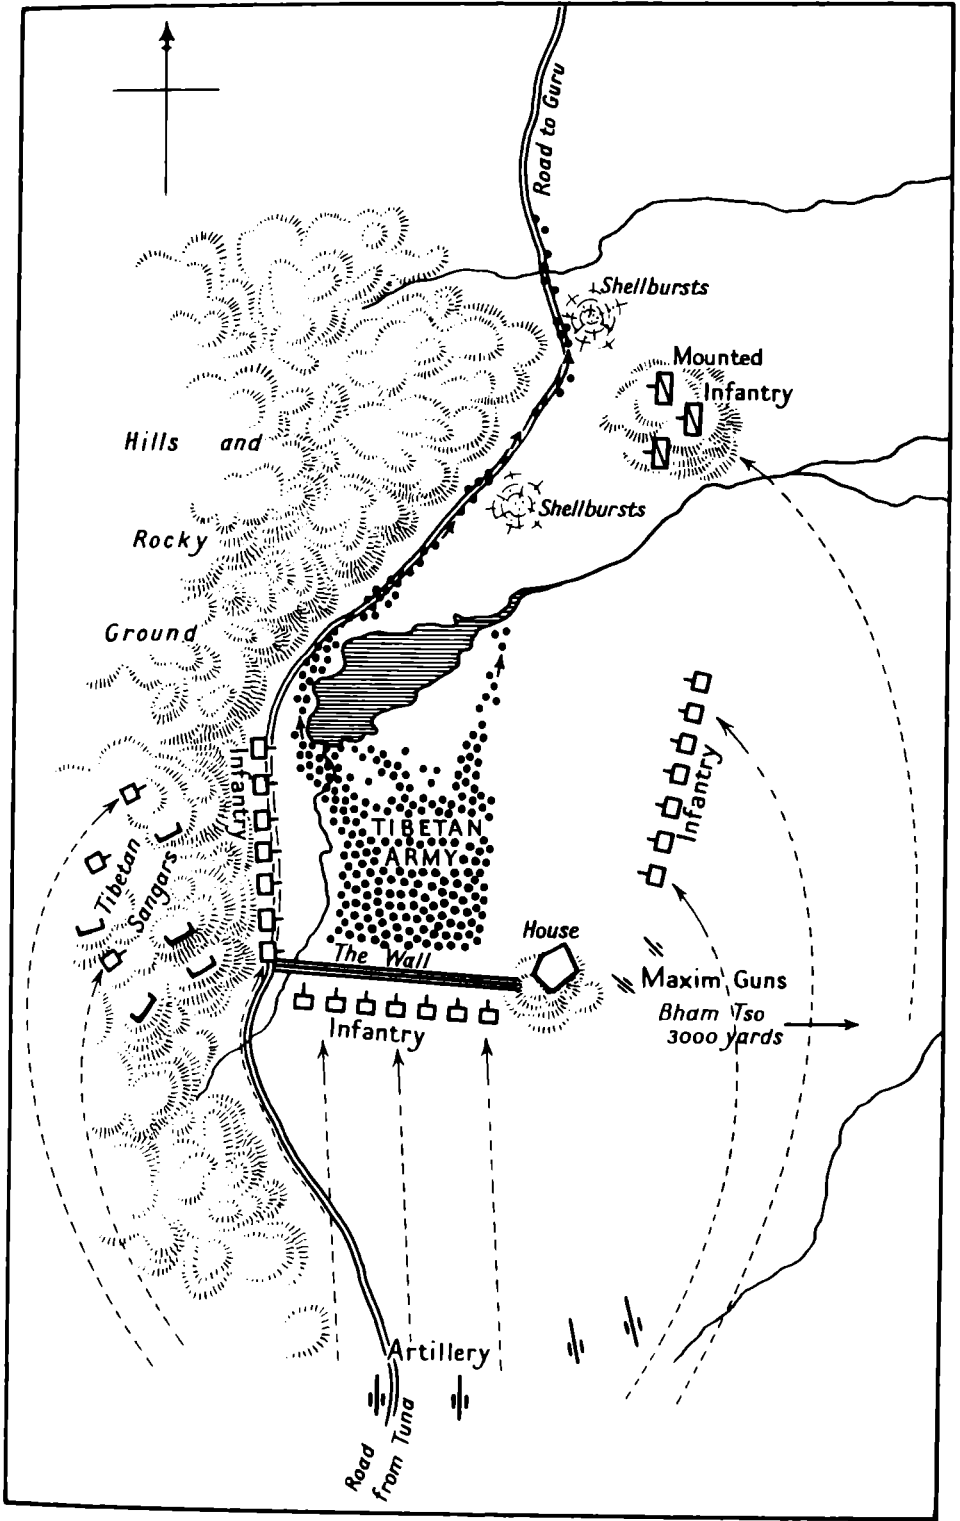 Road to Guru
Shellbursts
Mounted
Infantry
Hills and
Rocky
Ground
Shellbursts
Infantry
Infantry
TIBETAN
ARMY
Tibetan
Sangars
House
The Wall
Maxim Guns
Bham Tso
3000 yards
Infantry
Artillery
Road
from Tuna